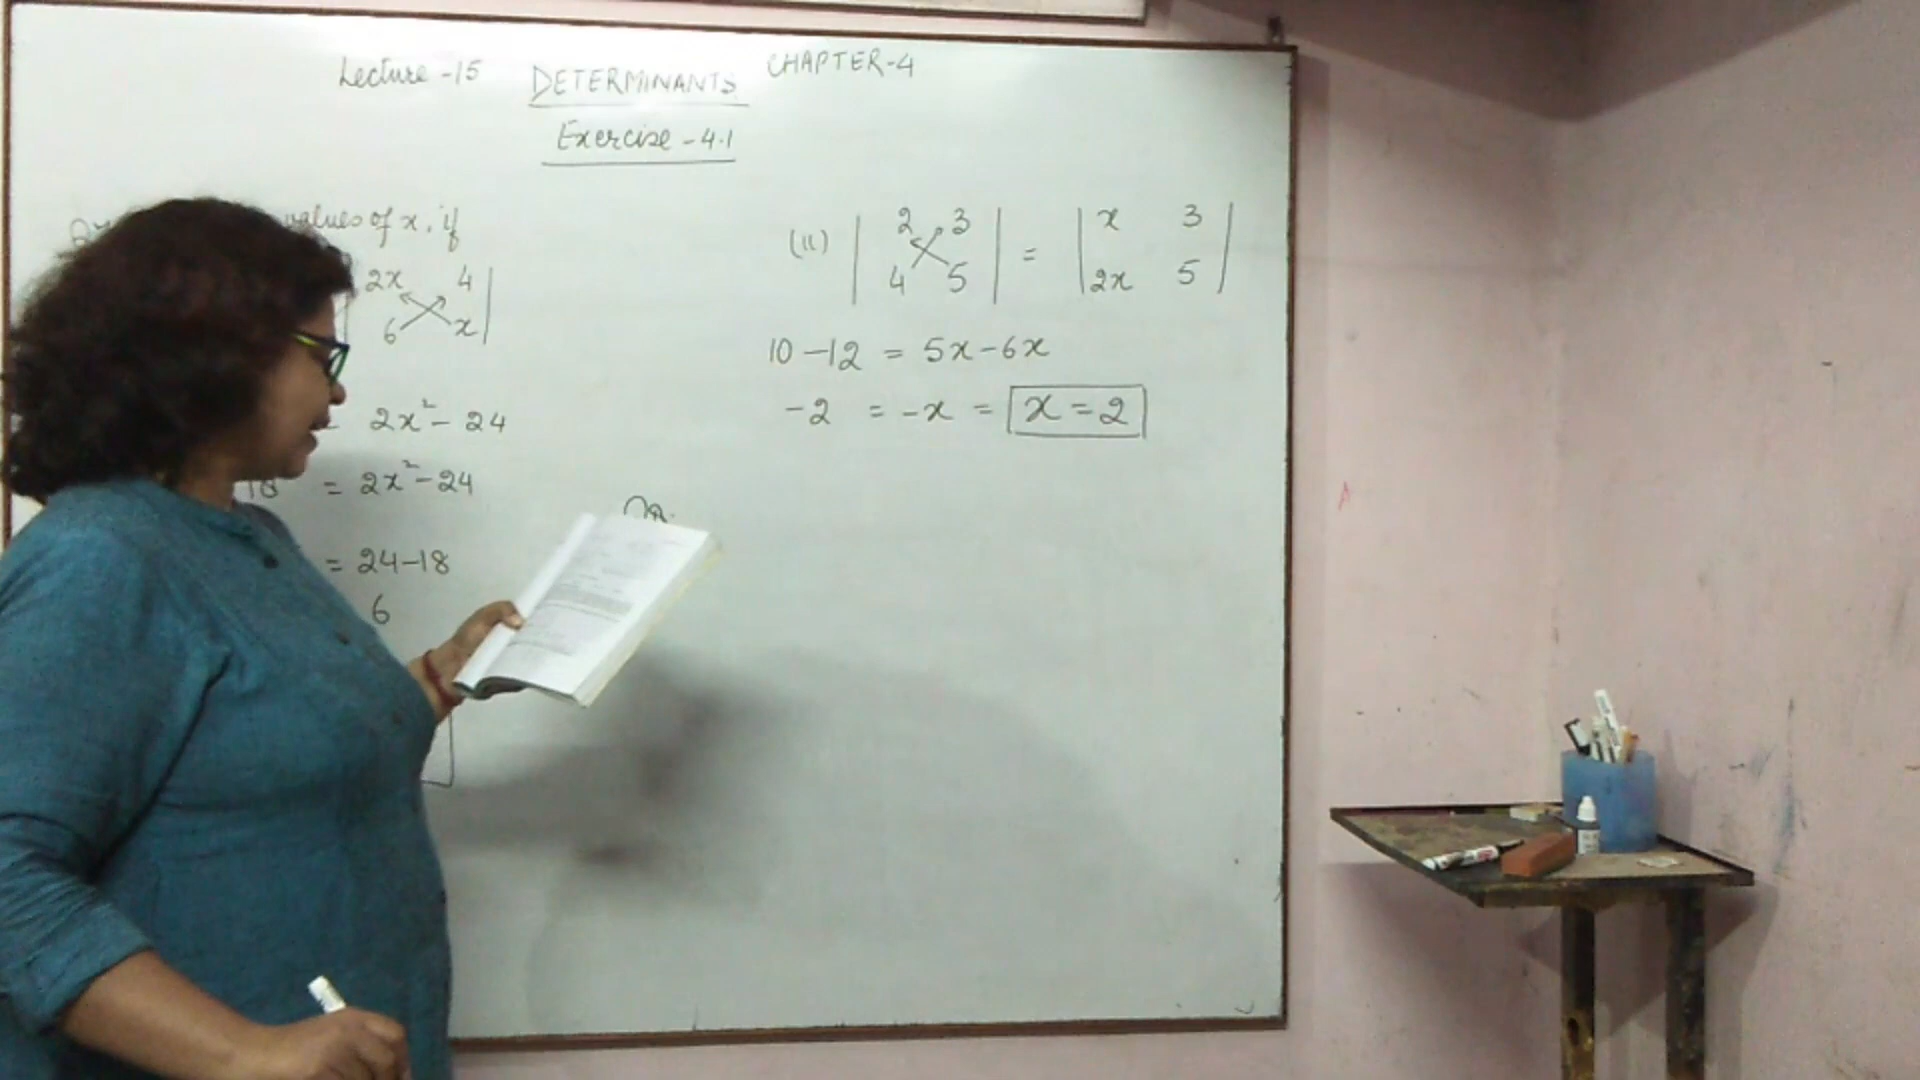 Lecture -15 DETERMINANTS CHAPTER-4
Exercise - 4.1
values of x, if
2x 4
6 x
= 2x² - 24
18 = 2x² - 24
= 24-18
6
(ii) | 2 3 | = | x 3 |
| 4 5 | | 2x 5 |
10 - 12 = 5x - 6x
-2 = -x = x = 2